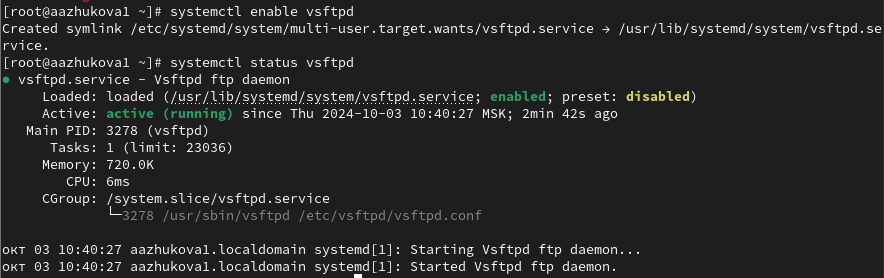 [root@aazhukova1 ~]# systemctl enable vsftpd
Created symlink /etc/systemd/system/multi-user.target.wants/vsftpd.service → /usr/lib/systemd/system/vsftpd.se
rvice.
[root@aazhukova1 ~]# systemctl status vsftpd
● vsftpd.service - Vsftpd ftp daemon
     Loaded: loaded (/usr/lib/systemd/system/vsftpd.service; enabled; preset: disabled)
     Active: active (running) since Thu 2024-10-03 10:40:27 MSK; 2min 42s ago
   Main PID: 3278 (vsftpd)
      Tasks: 1 (limit: 23036)
     Memory: 720.0K
        CPU: 6ms
     CGroup: /system.slice/vsftpd.service
             └─3278 /usr/sbin/vsftpd /etc/vsftpd/vsftpd.conf

окт 03 10:40:27 aazhukova1.localdomain systemd[1]: Starting Vsftpd ftp daemon...
окт 03 10:40:27 aazhukova1.localdomain systemd[1]: Started Vsftpd ftp daemon.